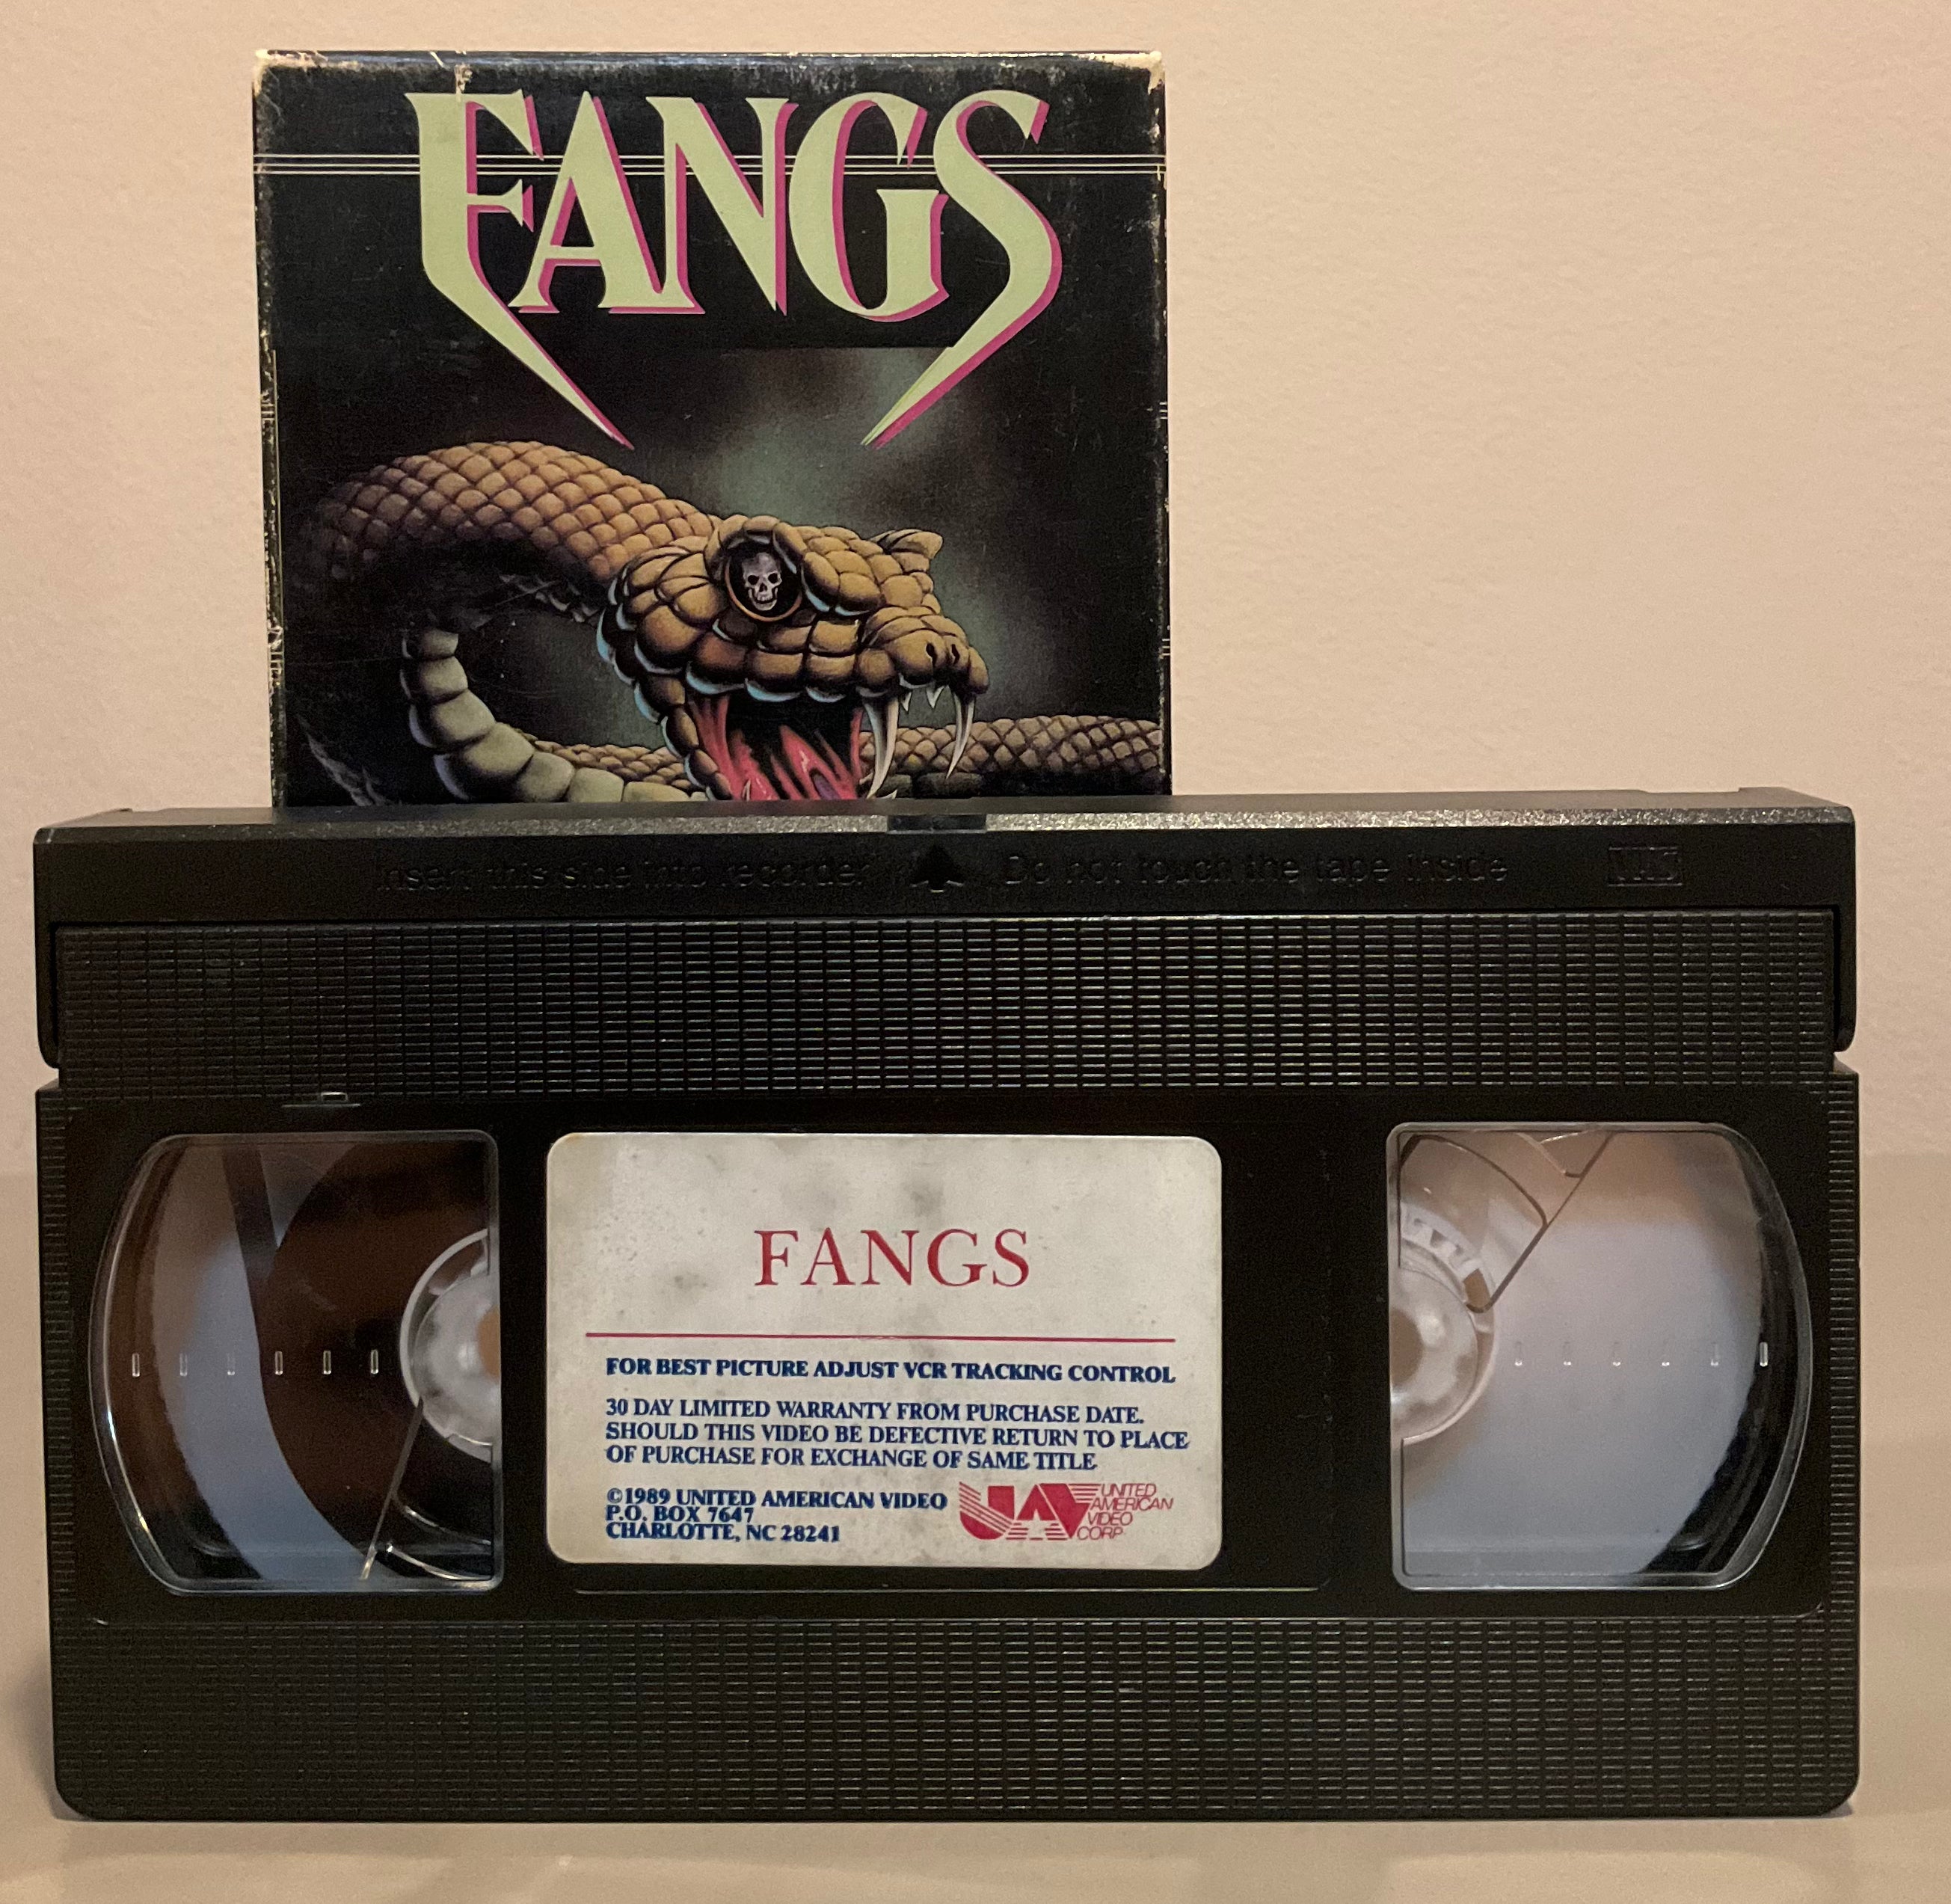 FANGS
Insert this side into recorder Do not touch the tape inside VHS
FANGS
FOR BEST PICTURE ADJUST VCR TRACKING CONTROL
30 DAY LIMITED WARRANTY FROM PURCHASE DATE.
SHOULD THIS VIDEO BE DEFECTIVE RETURN TO PLACE
OF PURCHASE FOR EXCHANGE OF SAME TITLE
©1989 UNITED AMERICAN VIDEO
P.O. BOX 7647
CHARLOTTE, NC 28241
UAV
UNITED
AMERICAN
VIDEO
CORP.